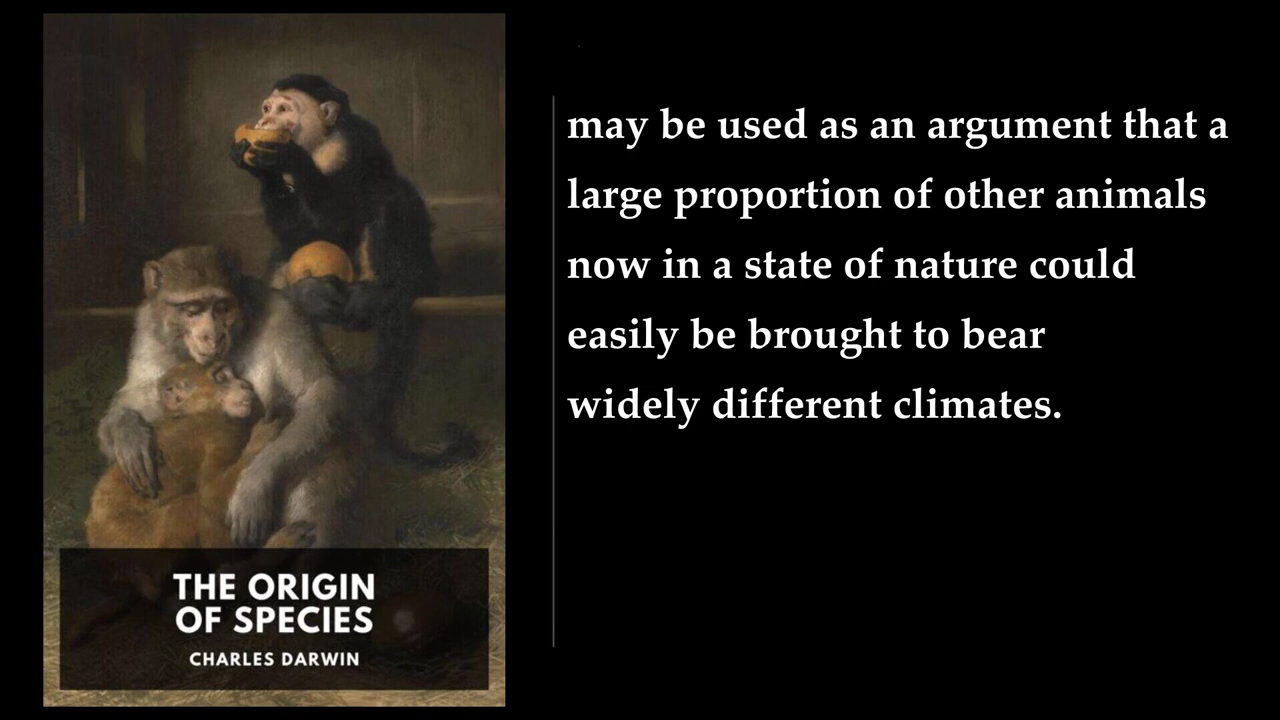 THE ORIGIN
OF SPECIES
CHARLES DARWIN
may be used as an argument that a
large proportion of other animals
now in a state of nature could
easily be brought to bear
widely different climates.